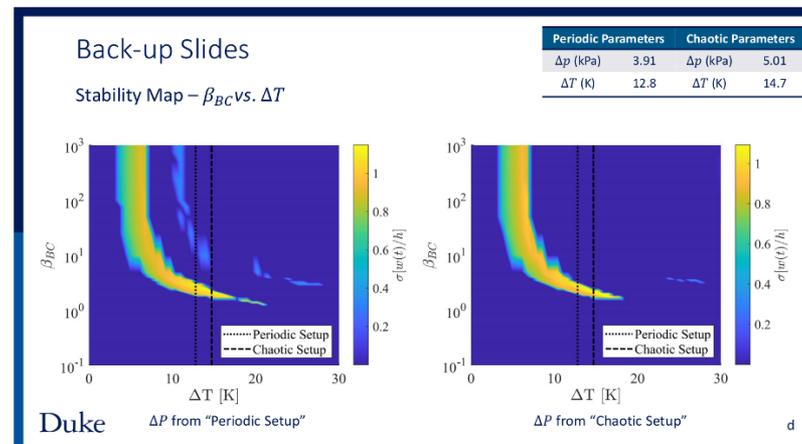 Back-up Slides
Stability Map – β_BC vs. ΔT
Periodic Parameters Chaotic Parameters
Δp (kPa) 3.91 Δp (kPa) 5.01
ΔT (K) 12.8 ΔT (K) 14.7
10³
10²
10¹
10⁰
10⁻¹
β_BC
0 10 20 30
ΔT [K]
Periodic Setup
Chaotic Setup
1
0.8
0.6
0.4
0.2
σ[w(t)/h]
ΔP from “Periodic Setup”
10³
10²
10¹
10⁰
10⁻¹
β_BC
0 10 20 30
ΔT [K]
Periodic Setup
Chaotic Setup
1
0.8
0.6
0.4
0.2
σ[w(t)/h]
ΔP from “Chaotic Setup”
Duke
d